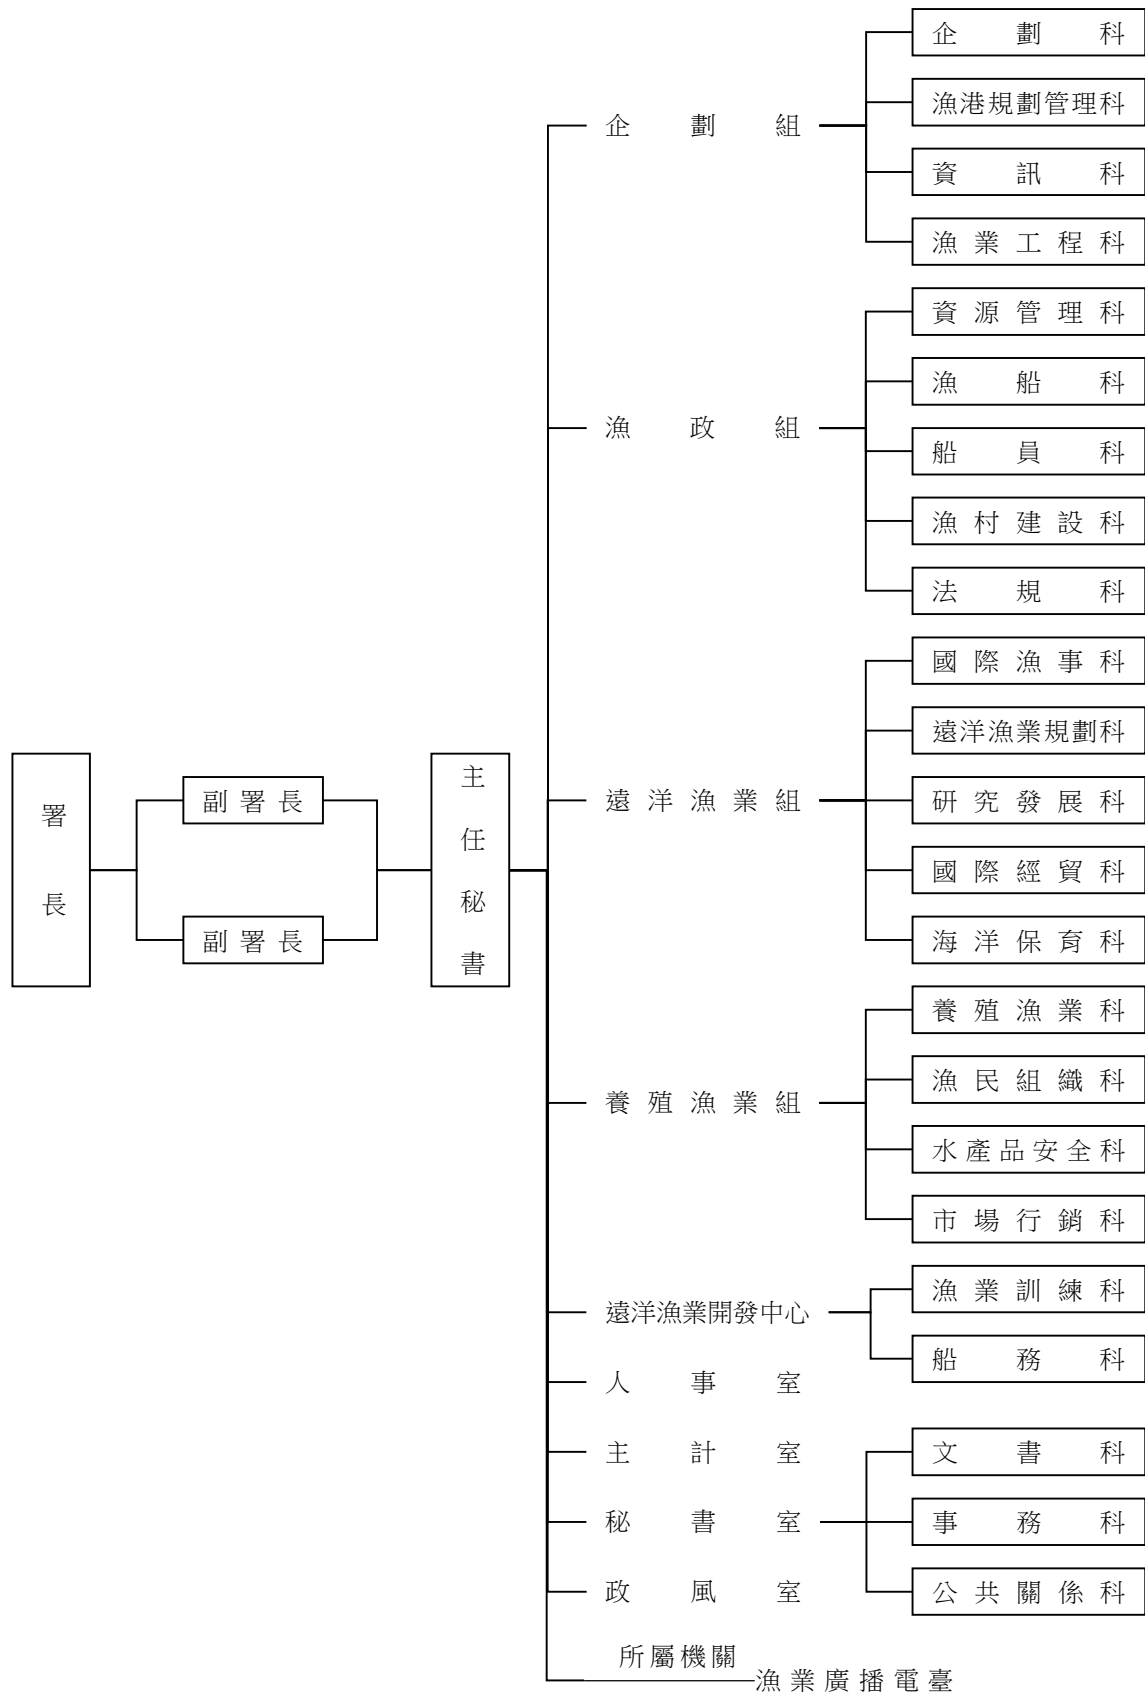 署長
副署長
副署長
主任秘書
企劃組
企劃科
漁港規劃管理科
資訊科
漁業工程科
漁政組
資源管理科
漁船科
船員科
漁村建設科
法規科
遠洋漁業組
國際漁事科
遠洋漁業規劃科
研究發展科
國際經貿科
海洋保育科
養殖漁業組
養殖漁業科
漁民組織科
水產品安全科
市場行銷科
遠洋漁業開發中心
漁業訓練科
船務科
人事室
主計室
秘書室
文書科
事務科
公共關係科
政風室
所屬機關
漁業廣播電臺